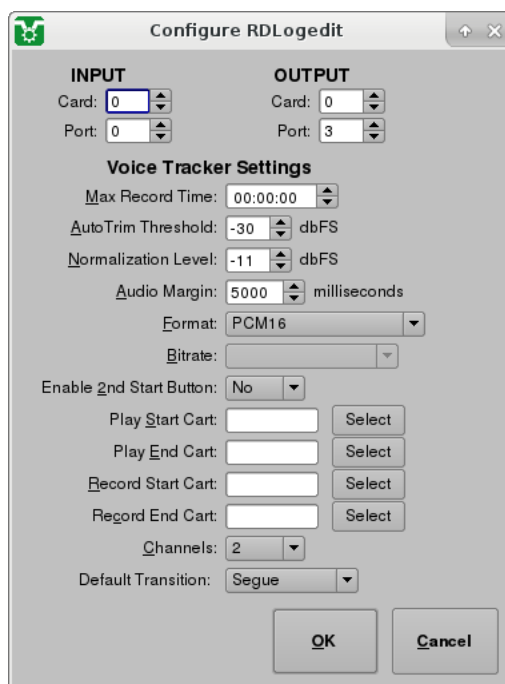 Configure RDLogedit
INPUT OUTPUT
Card: 0 Card: 0
Port: 0 Port: 3
Voice Tracker Settings
Max Record Time: 00:00:00
AutoTrim Threshold: -30 dbFS
Normalization Level: -11 dbFS
Audio Margin: 5000 milliseconds
Format: PCM16
Bitrate:
Enable 2nd Start Button: No
Play Start Cart: Select
Play End Cart: Select
Record Start Cart: Select
Record End Cart: Select
Channels: 2
Default Transition: Segue
OK Cancel